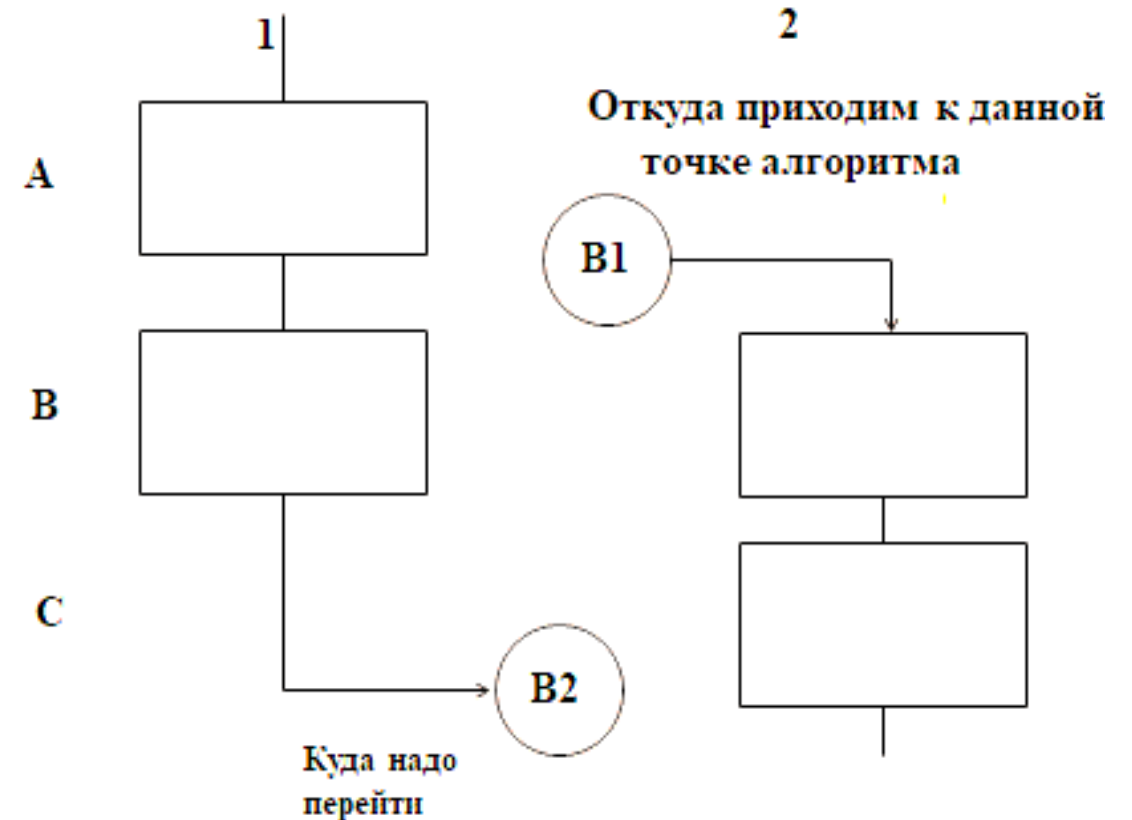 1
2
Откуда приходим к данной
точке алгоритма
A
B1
B
C
B2
Куда надо
перейти